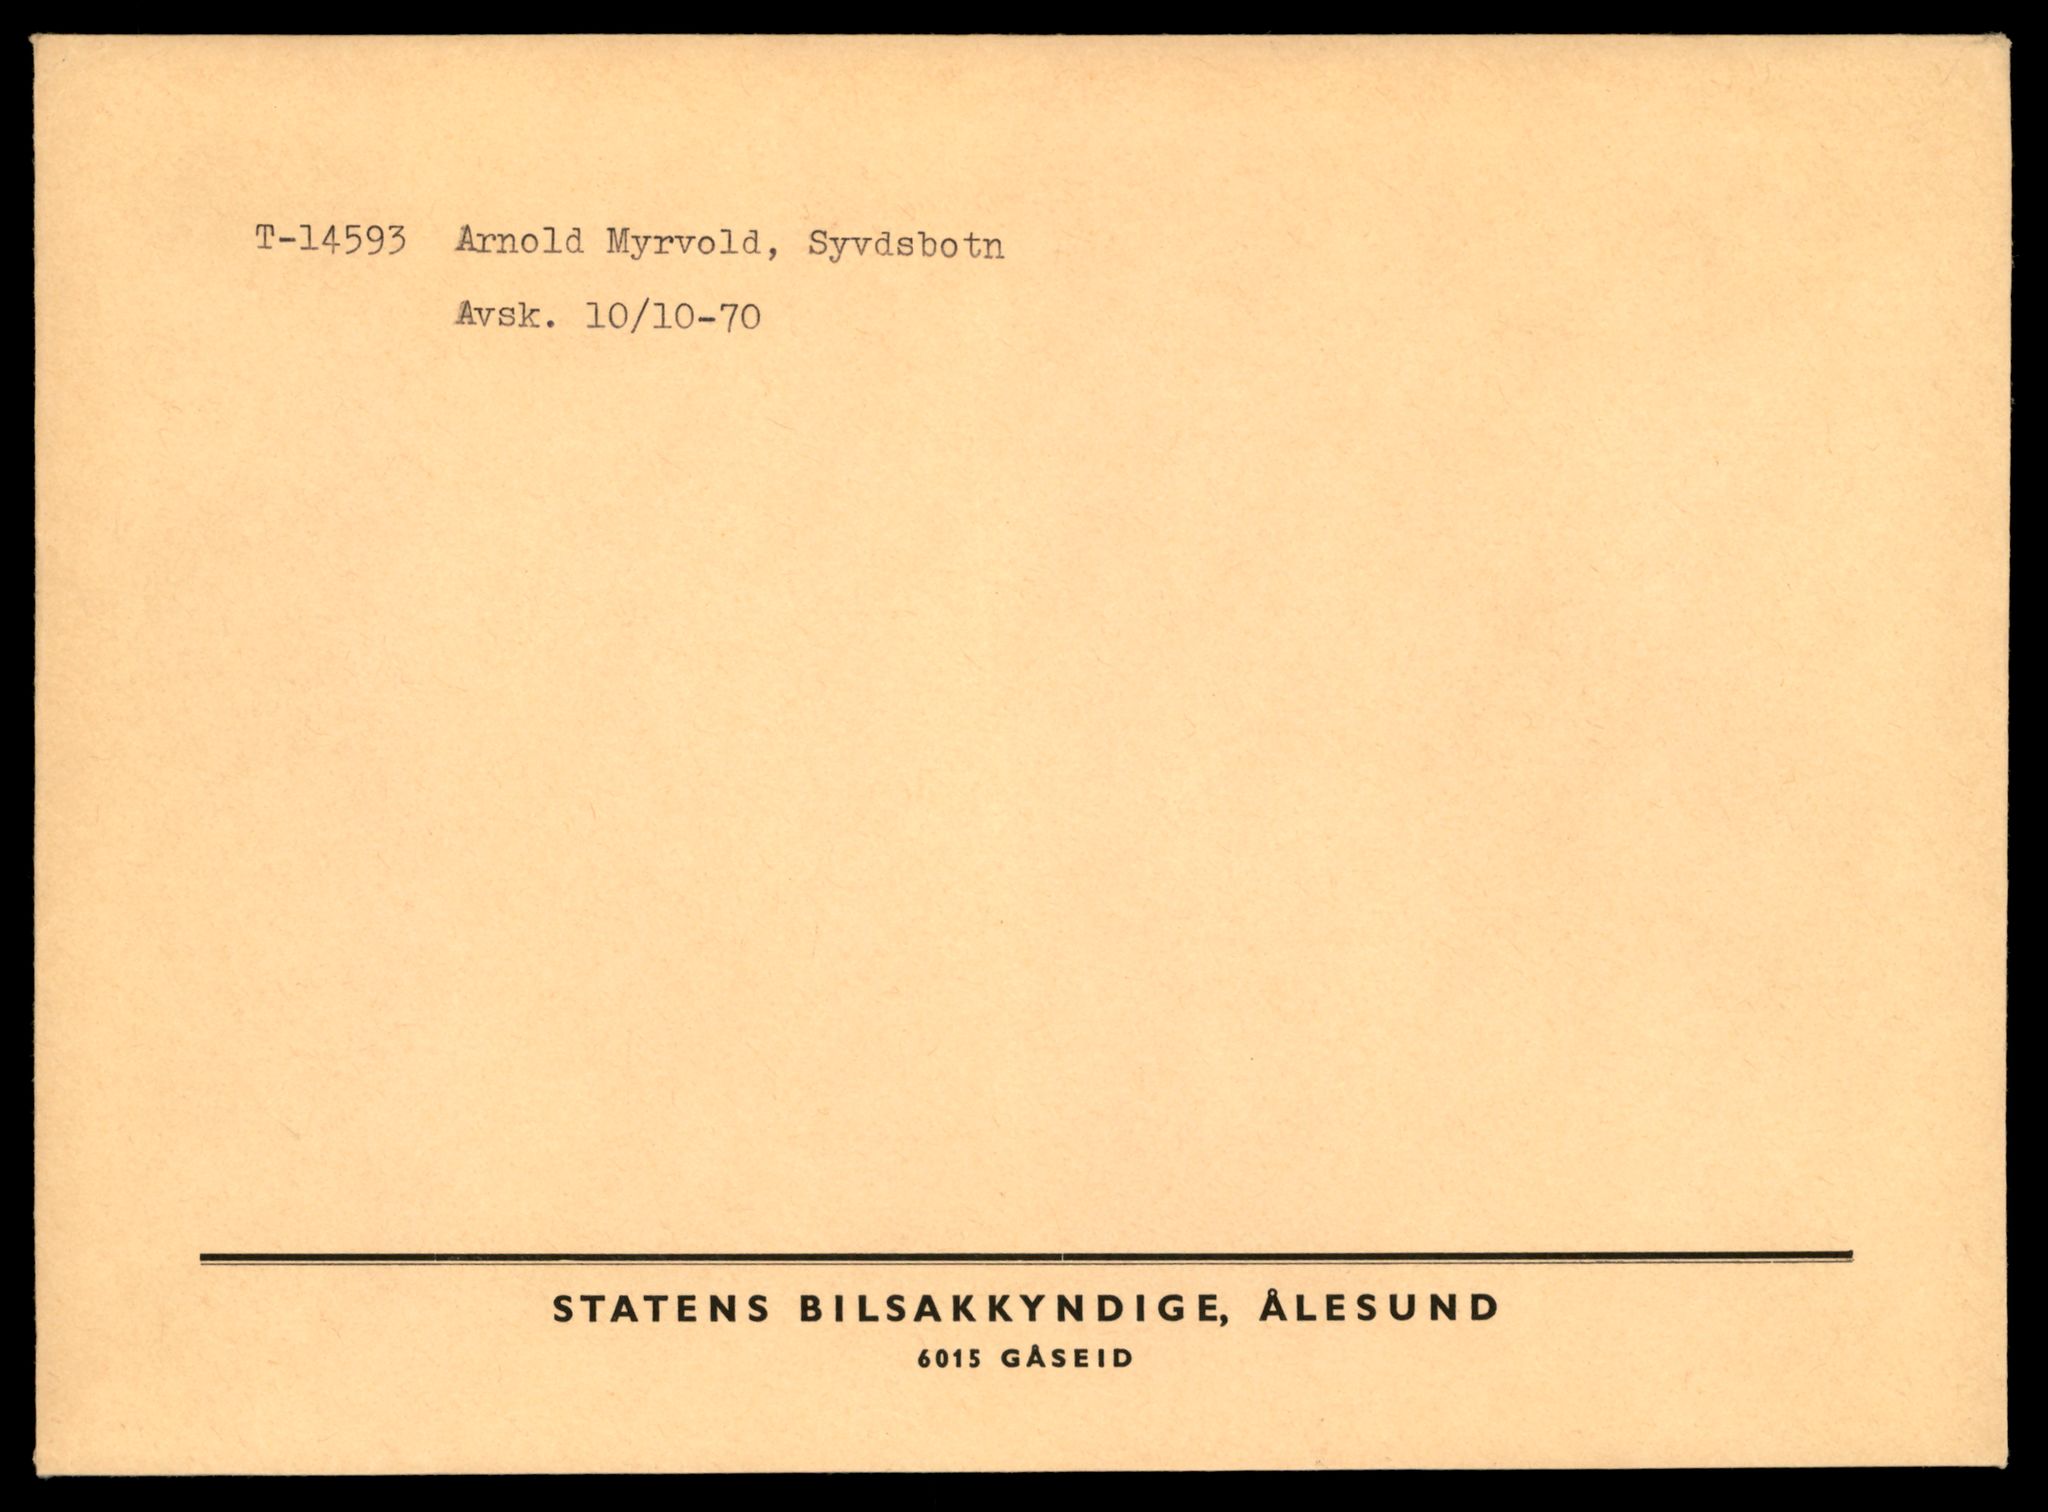 T-14593 Arnold Myrvold, Syvdsbotn
Avsk. 10/10-70
STATENS BILSAKKYNDIGE, ÅLESUND
6015 GÅSEID